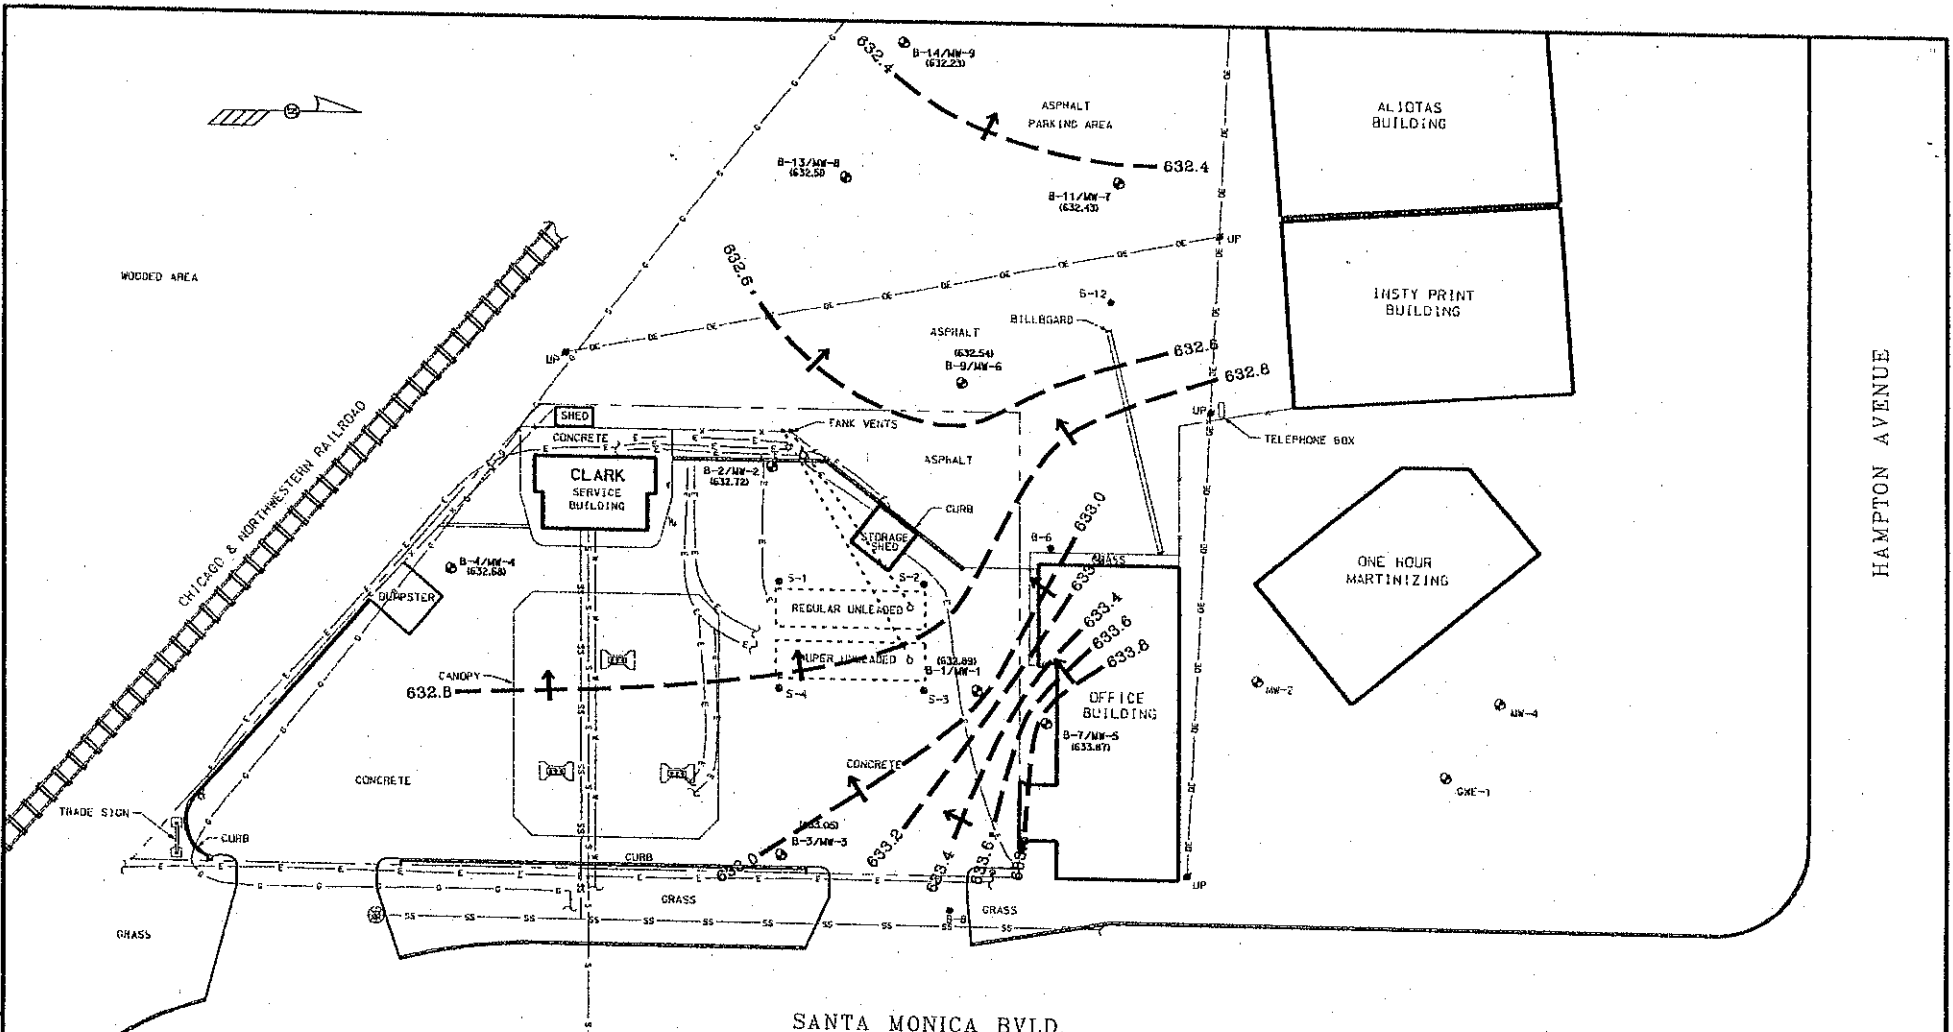 632.4
B-14/MW-9
(632.23)
ASPHALT
PARKING AREA
632.4
B-13/MW-8
B-11/MW-7
(632.43)
ALIOTAS
BUILDING
INSTY PRINT
BUILDING
HAMPTON AVENUE
WOODED AREA
N
632.6
UP
UP
BILLBOARD
ASPHALT
(632.54)
B-9/MW-6
632.8
UP
TELEPHONE BOX
CHICAGO & NORTHWESTERN RAILROAD
SHED
CONCRETE
TANK VENTS
ASPHALT
CLARK
SERVICE
BUILDING
B-2/MW-2
(632.72)
CURB
STORAGE
SHED
B-6
633.0
GRASS
B-4/MW-4
(632.68)
DUMPSTER
S-1
S-2
REGULAR UNLEADED
SUPER UNLEADED
(632.89)
B-1/MW-1
S-4
S-3
CANOPY
632.8
633.4
633.6
633.8
OFFICE
BUILDING
B-7/MW-5
(633.87)
ONE HOUR
MARTINIZING
MW-2
MW-4
CONCRETE
CONCRETE
TRADE SIGN
CURB
(633.05)
B-3/MW-3
633.0
633.2
633.4
633.6
CURB
GRASS
GRASS
GRASS
B-8
UP
SANTA MONICA BVLD